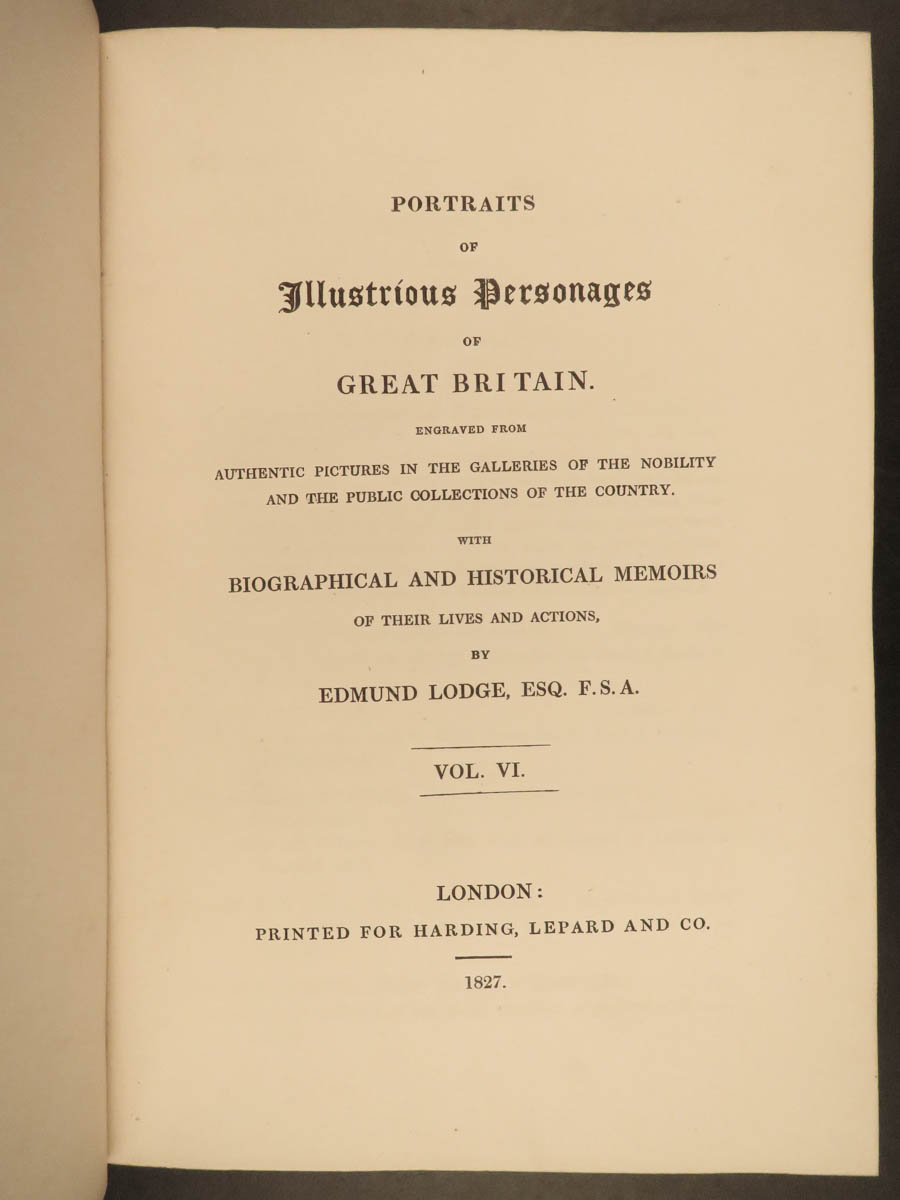 PORTRAITS
OF
Illustrious Personages
OF
GREAT BRITAIN.
ENGRAVED FROM
AUTHENTIC PICTURES IN THE GALLERIES OF THE NOBILITY
AND THE PUBLIC COLLECTIONS OF THE COUNTRY.
WITH
BIOGRAPHICAL AND HISTORICAL MEMOIRS
OF THEIR LIVES AND ACTIONS,
BY
EDMUND LODGE, ESQ. F.S.A.
VOL. VI.
LONDON:
PRINTED FOR HARDING, LEPARD AND CO.
1827.